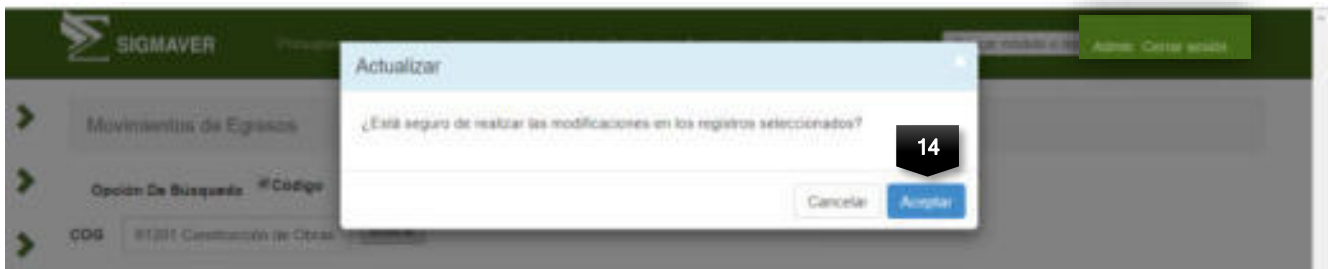 SIGMAVER
Admin Cerrar sesión
Actualizar
¿Está seguro de realizar las modificaciones en los registros seleccionados?
14
Cancelar Aceptar
Movimientos de Egresos
Opción De Búsqueda Código
COG 61201 Construcción de Obras